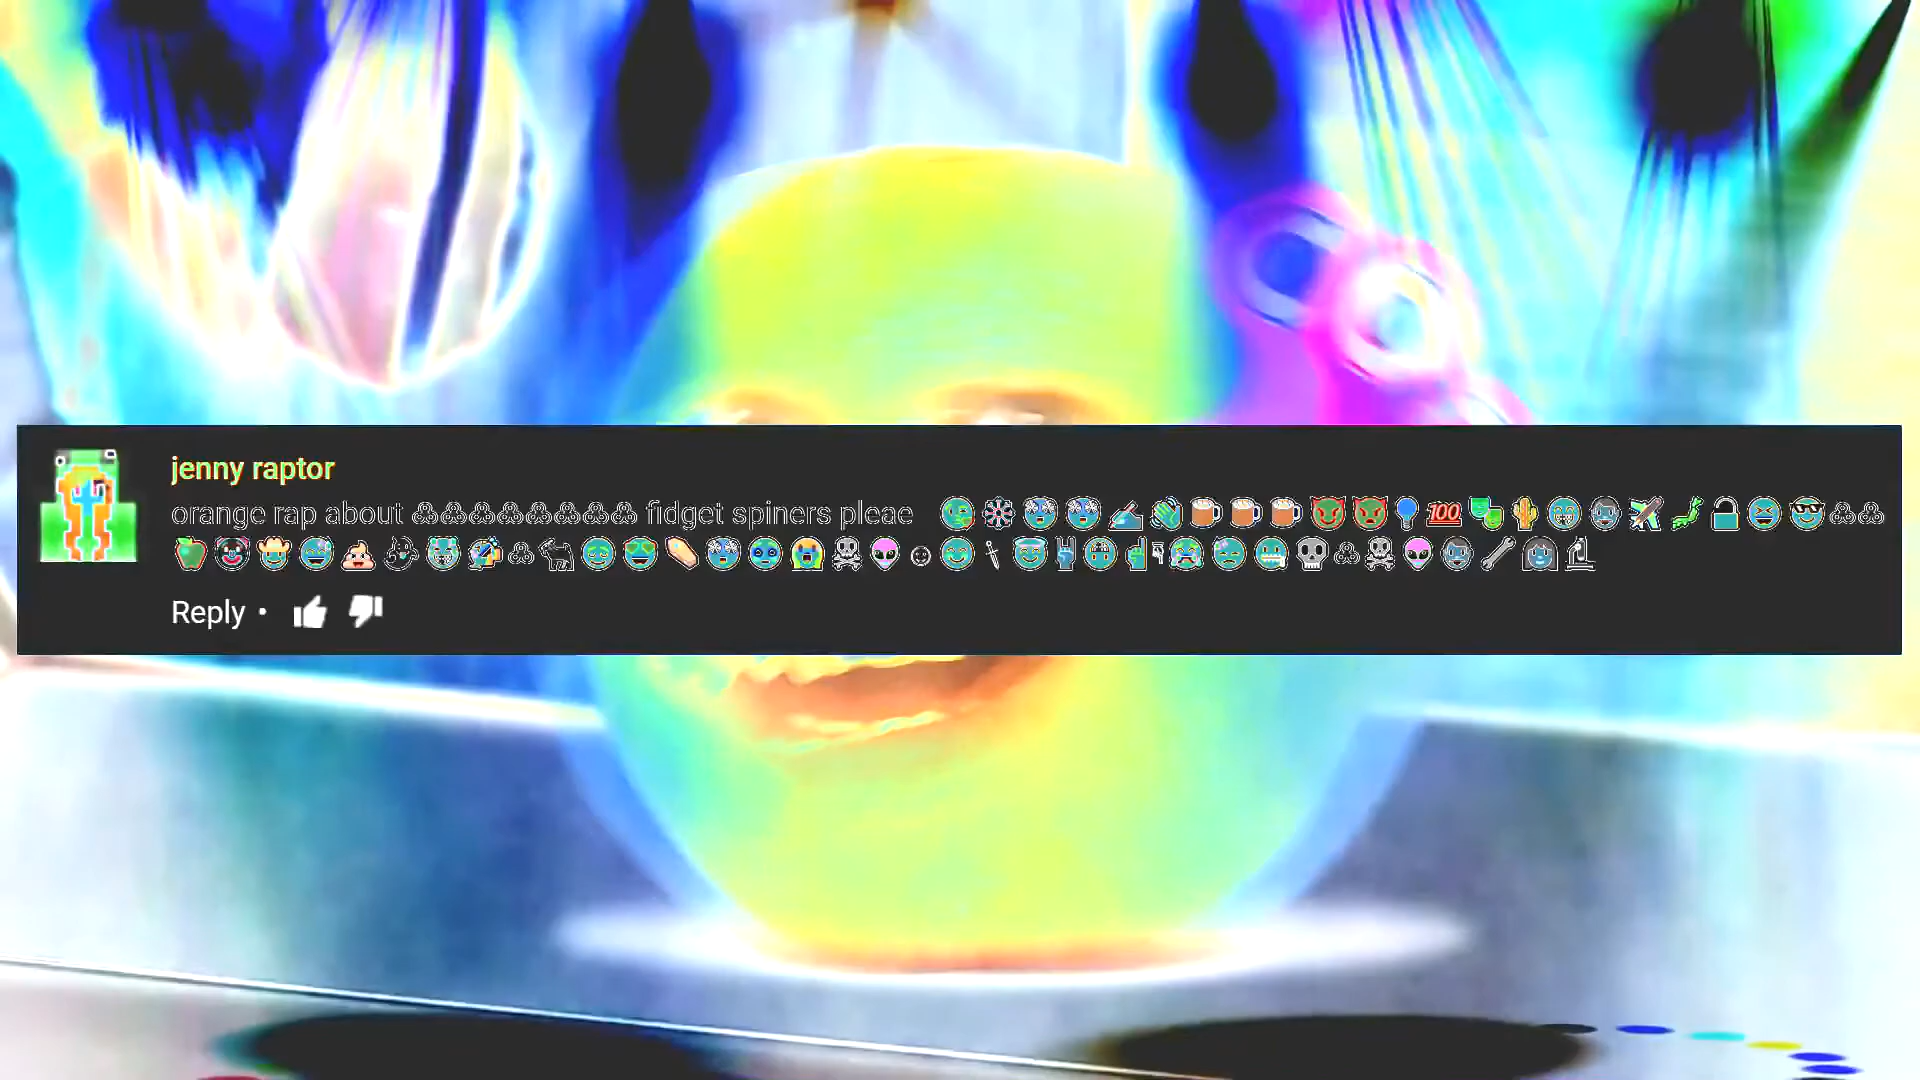 jenny raptor
orange rap about fidget spiners pleae 💯
Reply •